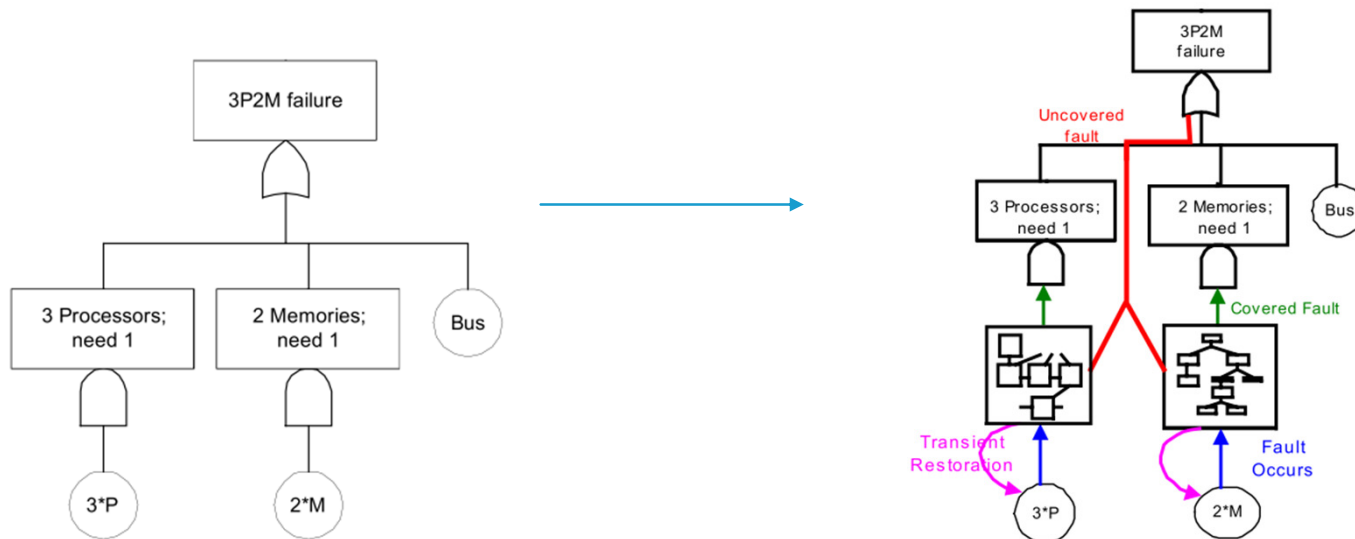 3P2M failure
3 Processors;
need 1
2 Memories;
need 1
Bus
3*P
2*M
3P2M
failure
Uncovered
fault
3 Processors;
need 1
2 Memories;
need 1
Bus
Covered Fault
Transient
Restoration
Fault
Occurs
3*P
2*M